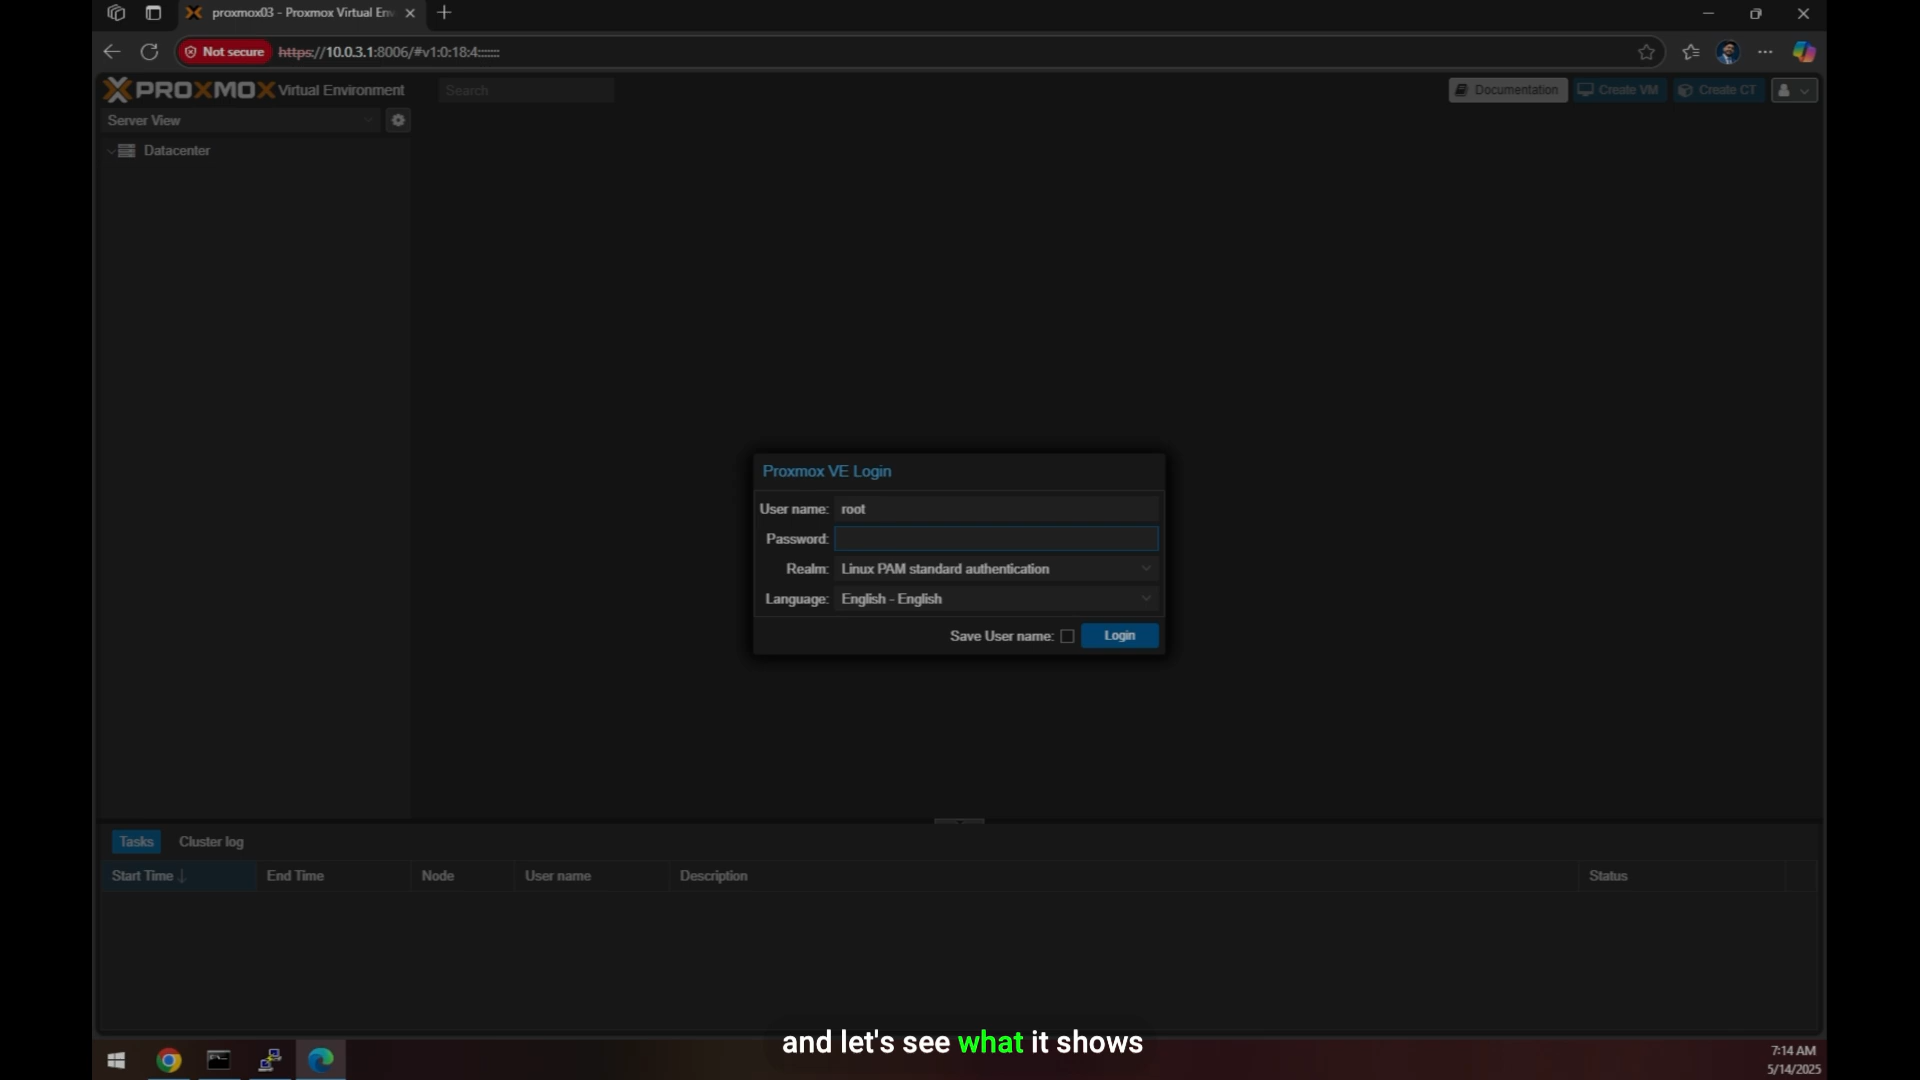 proxmox03 - Proxmox Virtual Env
Not secure https://10.0.3.1:8006/#v1:0:18:4:::::::
PROXMOX Virtual Environment Search Documentation Create VM Create CT
Server View
Datacenter
Proxmox VE Login
User name: root
Password:
Realm: Linux PAM standard authentication
Language: English - English
Save User name: Login
Tasks Cluster log
Start Time End Time Node User name Description Status
and let's see what it shows
7:14 AM
5/14/2025